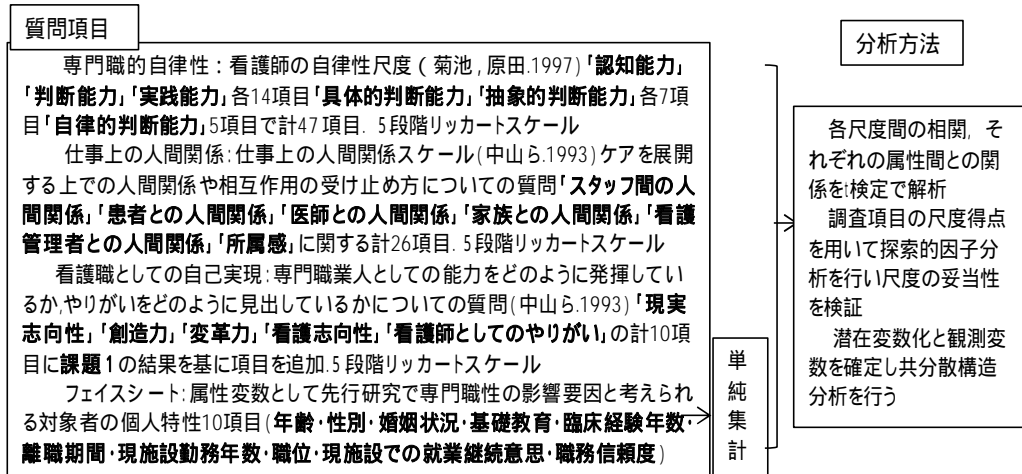 質問項目
専門職的自律性：看護師の自律性尺度（菊池,原田.1997）「認知能力」
「判断能力」「実践能力」各14項目「具体的判断能力」「抽象的判断能力」各7項
目「自律的判断能力」5項目で計47項目. 5段階リッカートスケール
仕事上の人間関係:仕事上の人間関係スケール(中山ら.1993)ケアを展開
する上での人間関係や相互作用の受け止め方についての質問「スタッフ間の人
間関係」「患者との人間関係」「医師との人間関係」「家族との人間関係」「看護
管理者との人間関係」「所属感」に関する計26項目. 5段階リッカートスケール
看護職としての自己実現:専門職業人としての能力をどのように発揮してい
るか,やりがいをどのように見出しているかについての質問(中山ら.1993)「現実
志向性」「創造力」「変革力」「看護志向性」「看護師としてのやりがい」の計10項
目に課題1の結果を基に項目を追加.5段階リッカートスケール
フェイスシート:属性変数として先行研究で専門職性の影響要因と考えられ
る対象者の個人特性10項目(年齢・性別・婚姻状況・基礎教育・臨床経験年数・
離職期間・現施設勤務年数・職位・現施設での就業継続意思・職務信頼度)
単純集計
分析方法
各尺度間の相関, そ
れぞれの属性間との関
係をt検定で解析
調査項目の尺度得点
を用いて探索的因子分
析を行い尺度の妥当性
を検証
潜在変数化と観測変
数を確定し共分散構造
分析を行う